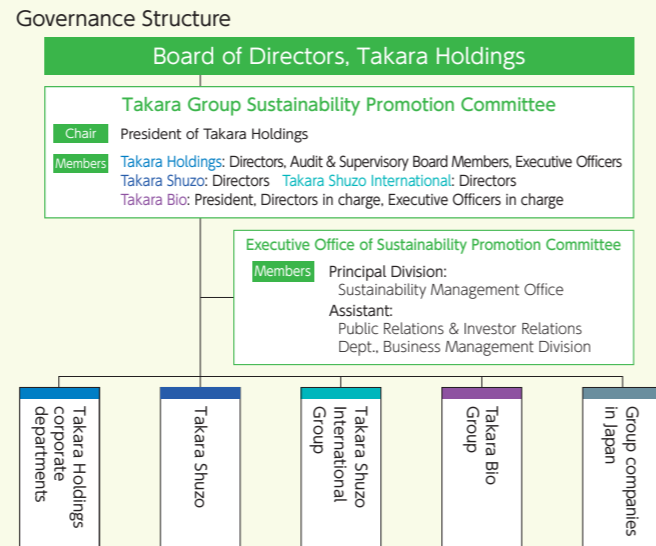 Governance Structure
Board of Directors, Takara Holdings
Takara Group Sustainability Promotion Committee
Chair President of Takara Holdings
Members Takara Holdings: Directors, Audit & Supervisory Board Members, Executive Officers
Takara Shuzo: Directors Takara Shuzo International: Directors
Takara Bio: President, Directors in charge, Executive Officers in charge
Executive Office of Sustainability Promotion Committee
Members Principal Division:
Sustainability Management Office
Assistant:
Public Relations & Investor Relations
Dept., Business Management Division
Takara Holdings
corporate
departments
Takara Shuzo
Takara Shuzo
International
Group
Takara Bio
Group
Group companies
in Japan